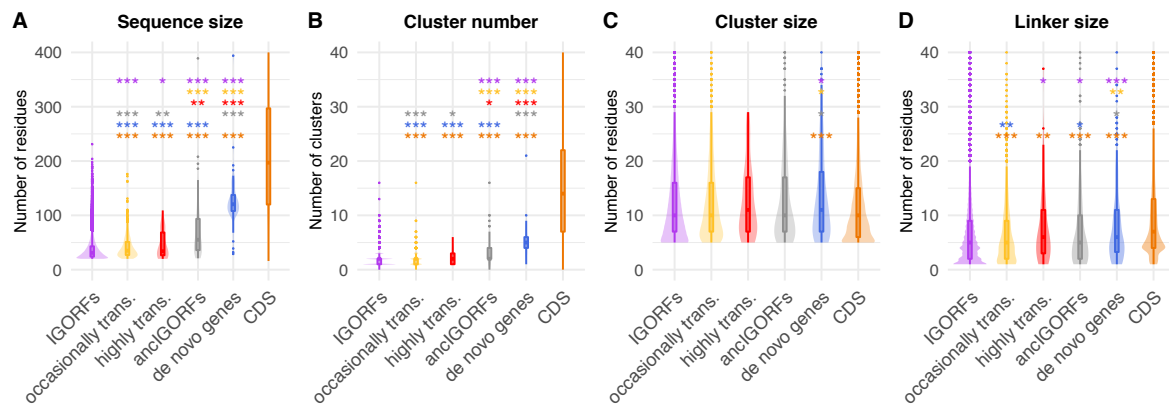 A Sequence size
Number of residues
400
300
200
100
0
*** * *** ***
*** ***
** ***
*** ** ***
*** *** *** ***
*** *** *** ***
IGORFs
occasionally trans.
highly trans.
ancIGORFs
de novo genes
CDS
B Cluster number
Number of clusters
40
30
20
10
0
*** ***
*** ***
* ***
*** * ***
*** *** *** ***
*** *** *** ***
IGORFs
occasionally trans.
highly trans.
ancIGORFs
de novo genes
CDS
C Cluster size
Number of residues
40
30
20
10
0
*
*
*
***
IGORFs
occasionally trans.
highly trans.
ancIGORFs
de novo genes
CDS
D Linker size
Number of residues
40
30
20
10
0
* * ***
**
*
** *
*** ** *** ***
IGORFs
occasionally trans.
highly trans.
ancIGORFs
de novo genes
CDS